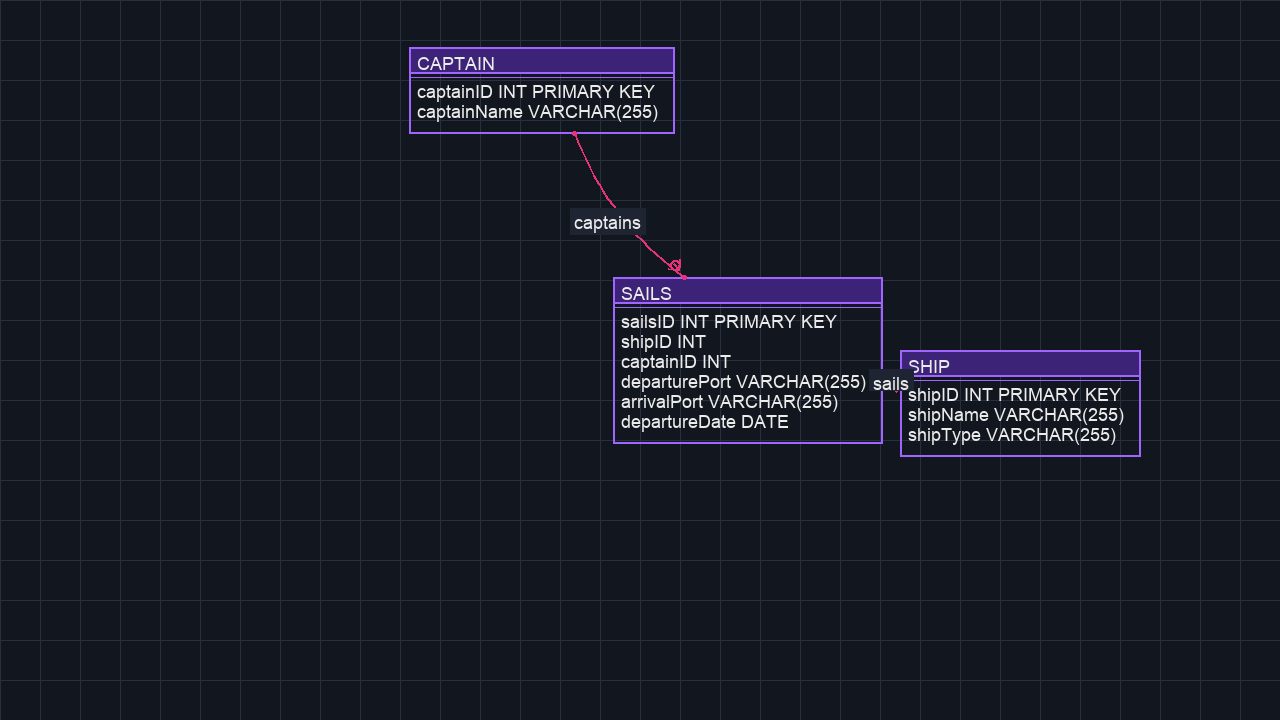 CAPTAIN
captainID INT PRIMARY KEY
captainName VARCHAR(255)
captains
SAILS
sailsID INT PRIMARY KEY
shipID INT
captainID INT
departurePort VARCHAR(255)
arrivalPort VARCHAR(255)
departureDate DATE
sails
SHIP
shipID INT PRIMARY KEY
shipName VARCHAR(255)
shipType VARCHAR(255)